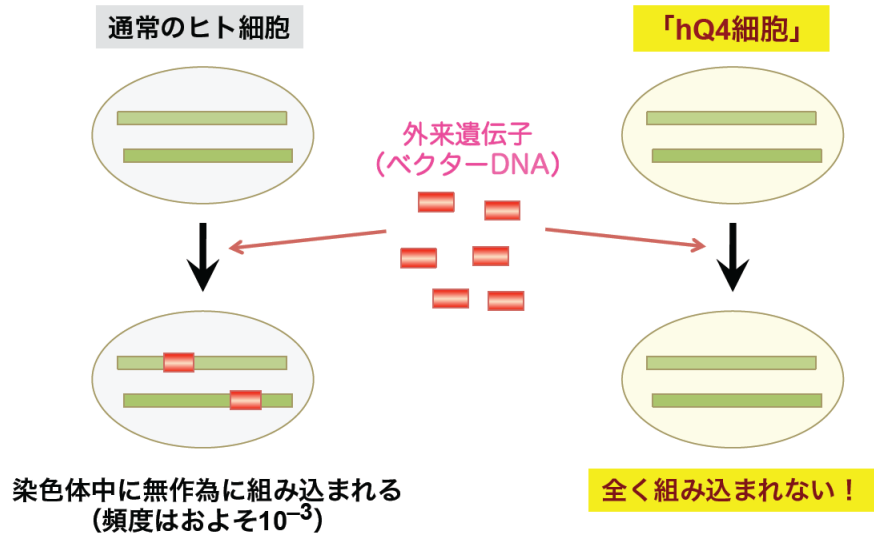 通常のヒト細胞
「hQ4細胞」
外来遺伝子
（ベクターDNA）
染色体中に無作為に組み込まれる
（頻度はおよそ10⁻³）
全く組み込まれない！